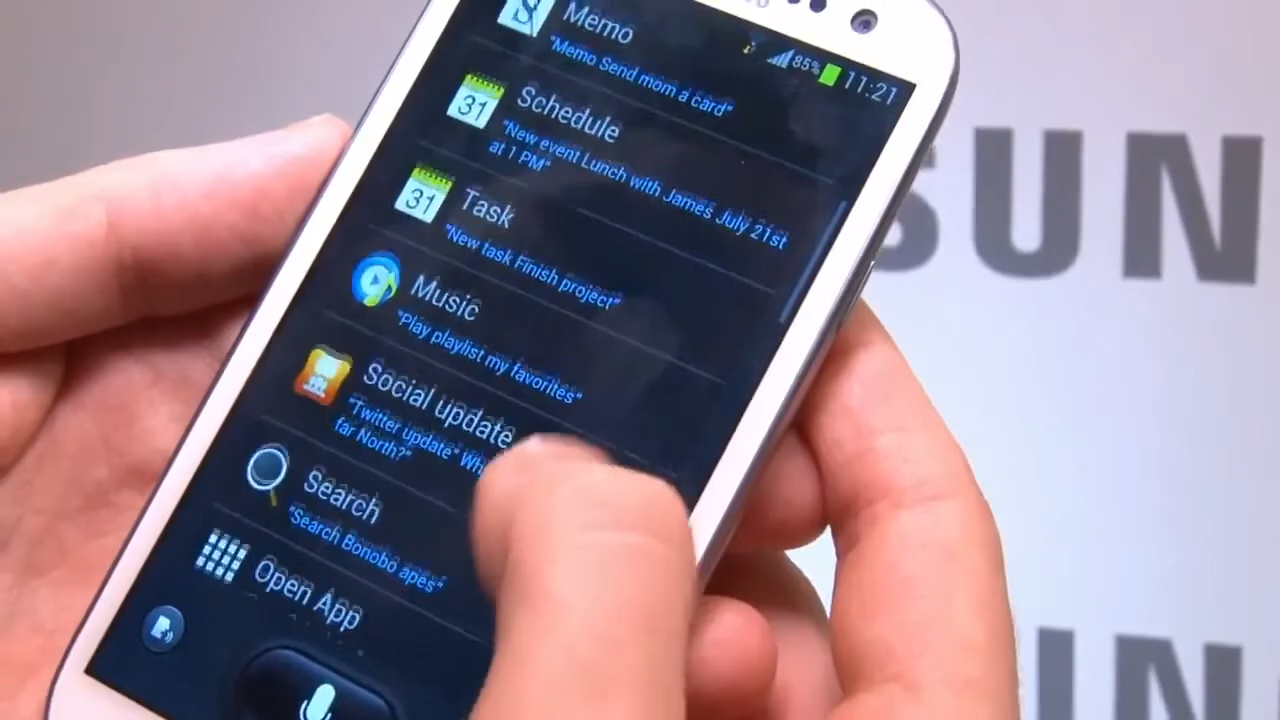 85% 11:21
Memo
"Memo Send mom a card"
31
Schedule
"New event Lunch with James July 21st
at 1 PM"
31
Task
"New task Finish project"
Music
"Play playlist my favorites"
Social update
"Twitter update"
far North?"
Search
"Search Bonobo apes"
Open App
SUN
UN